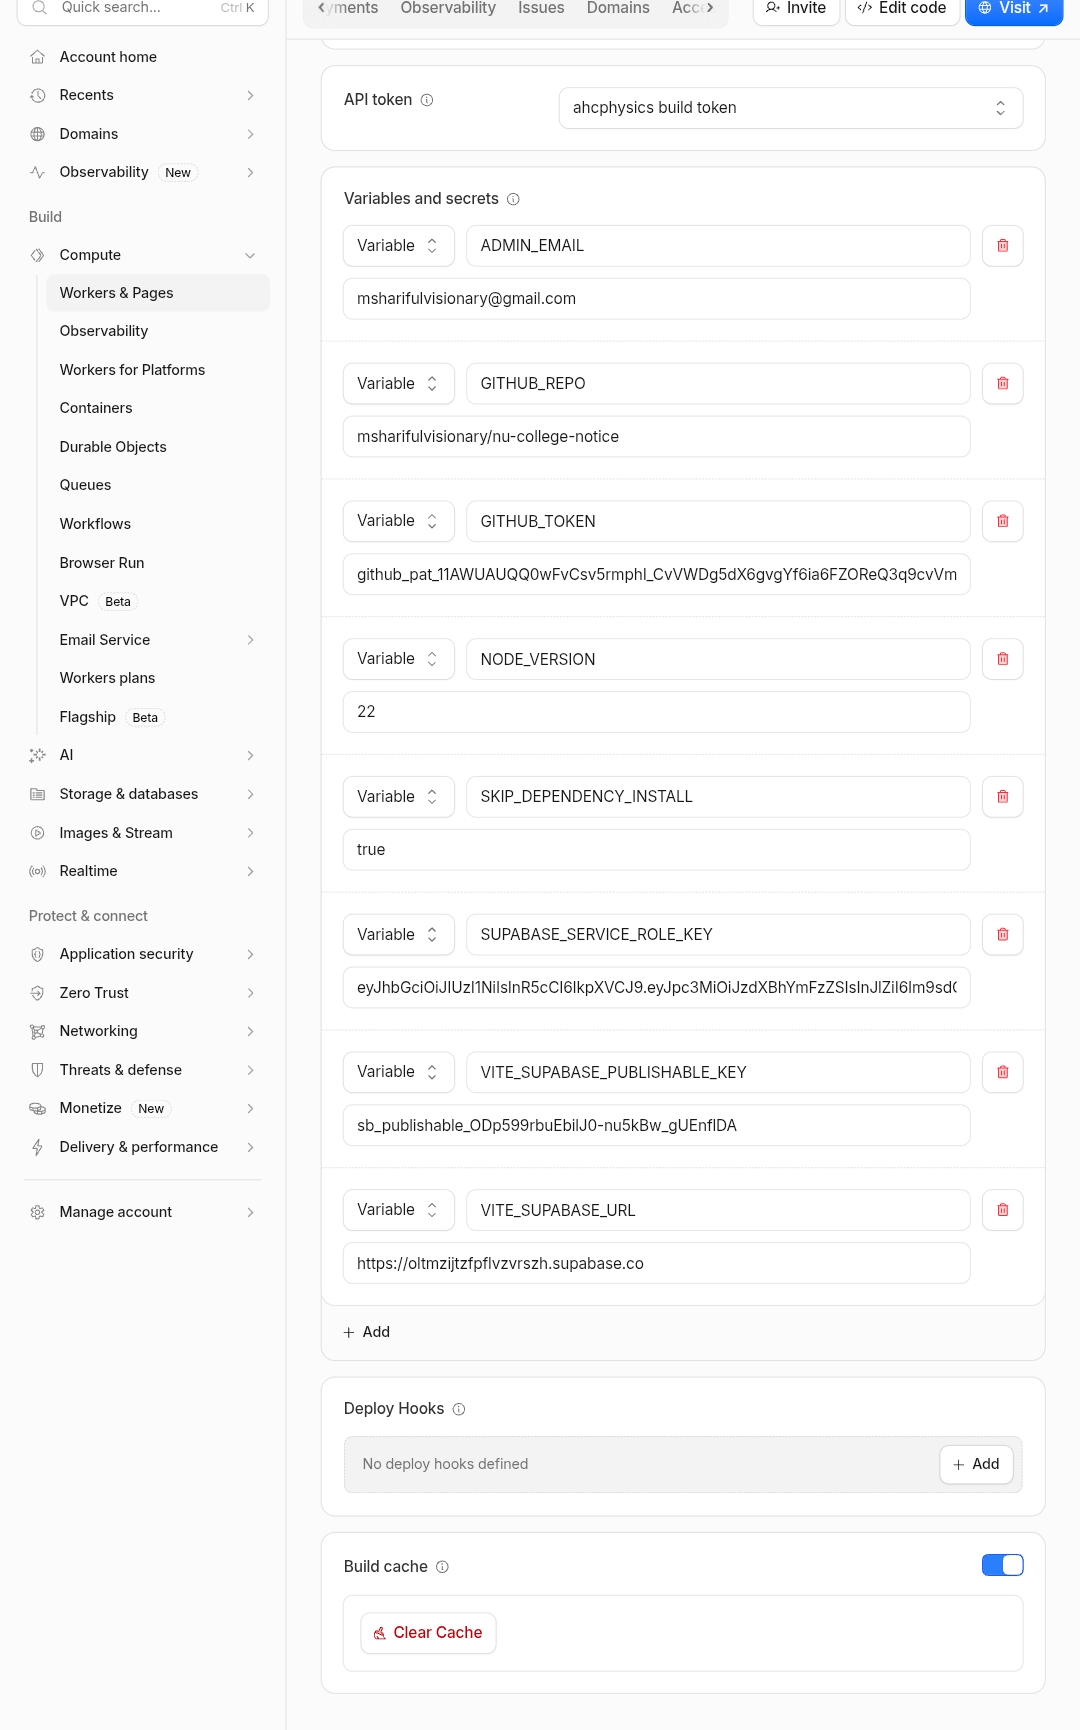 Quick search... Ctrl K
Account home
Recents
Domains
Observability New
Build
Compute
Workers & Pages
Observability
Workers for Platforms
Containers
Durable Objects
Queues
Workflows
Browser Run
VPC Beta
Email Service
Workers plans
Flagship Beta
AI
Storage & databases
Images & Stream
Realtime
Protect & connect
Application security
Zero Trust
Networking
Threats & defense
Monetize New
Delivery & performance
Manage account
yments Observability Issues Domains Acce
Invite
Edit code
Visit
API token
ahcphysics build token
Variables and secrets
Variable ADMIN_EMAIL
msharifulvisionary@gmail.com
Variable GITHUB_REPO
msharifulvisionary/nu-college-notice
Variable GITHUB_TOKEN
Variable NODE_VERSION
22
Variable SKIP_DEPENDENCY_INSTALL
true
Variable SUPABASE_SERVICE_ROLE_KEY
Variable VITE_SUPABASE_PUBLISHABLE_KEY
Variable VITE_SUPABASE_URL
https://oltmzijtzfpflvzvrszh.supabase.co
Add
Deploy Hooks
No deploy hooks defined
Add
Build cache
Clear Cache